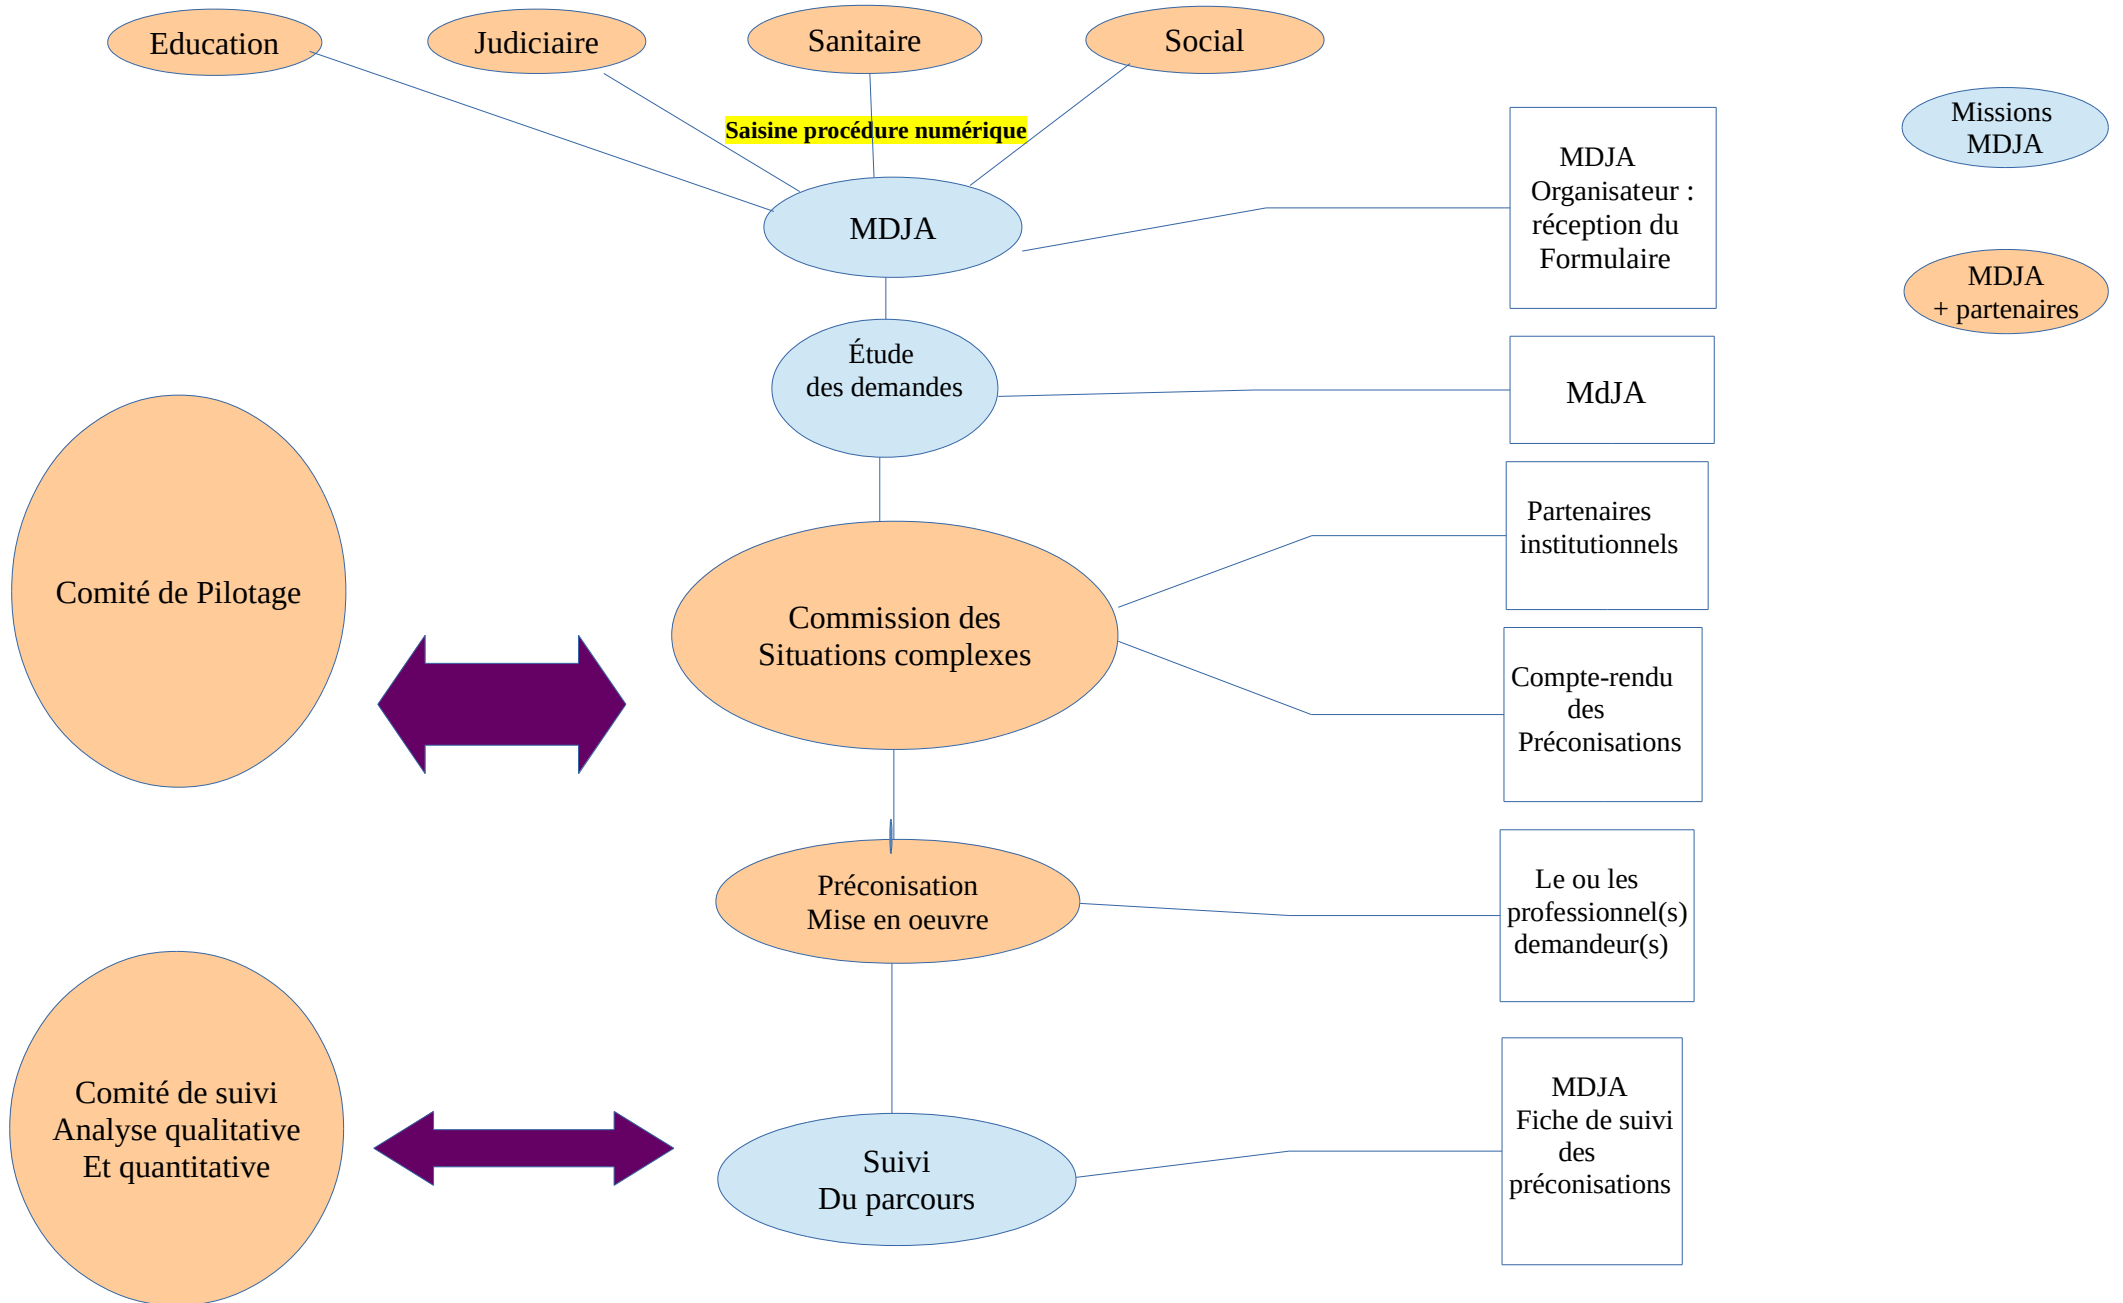 Education
Judiciaire
Sanitaire
Social
Saisine procédure numérique
MDJA
MDJA
Organisateur :
réception du
Formulaire
Missions
MDJA
MDJA
+ partenaires
Étude
des demandes
MdJA
Comité de Pilotage
Commission des
Situations complexes
Partenaires
institutionnels
Compte-rendu
des
Préconisations
Préconisation
Mise en oeuvre
Le ou les
professionnel(s)
demandeur(s)
Comité de suivi
Analyse qualitative
Et quantitative
Suivi
Du parcours
MDJA
Fiche de suivi
des
préconisations